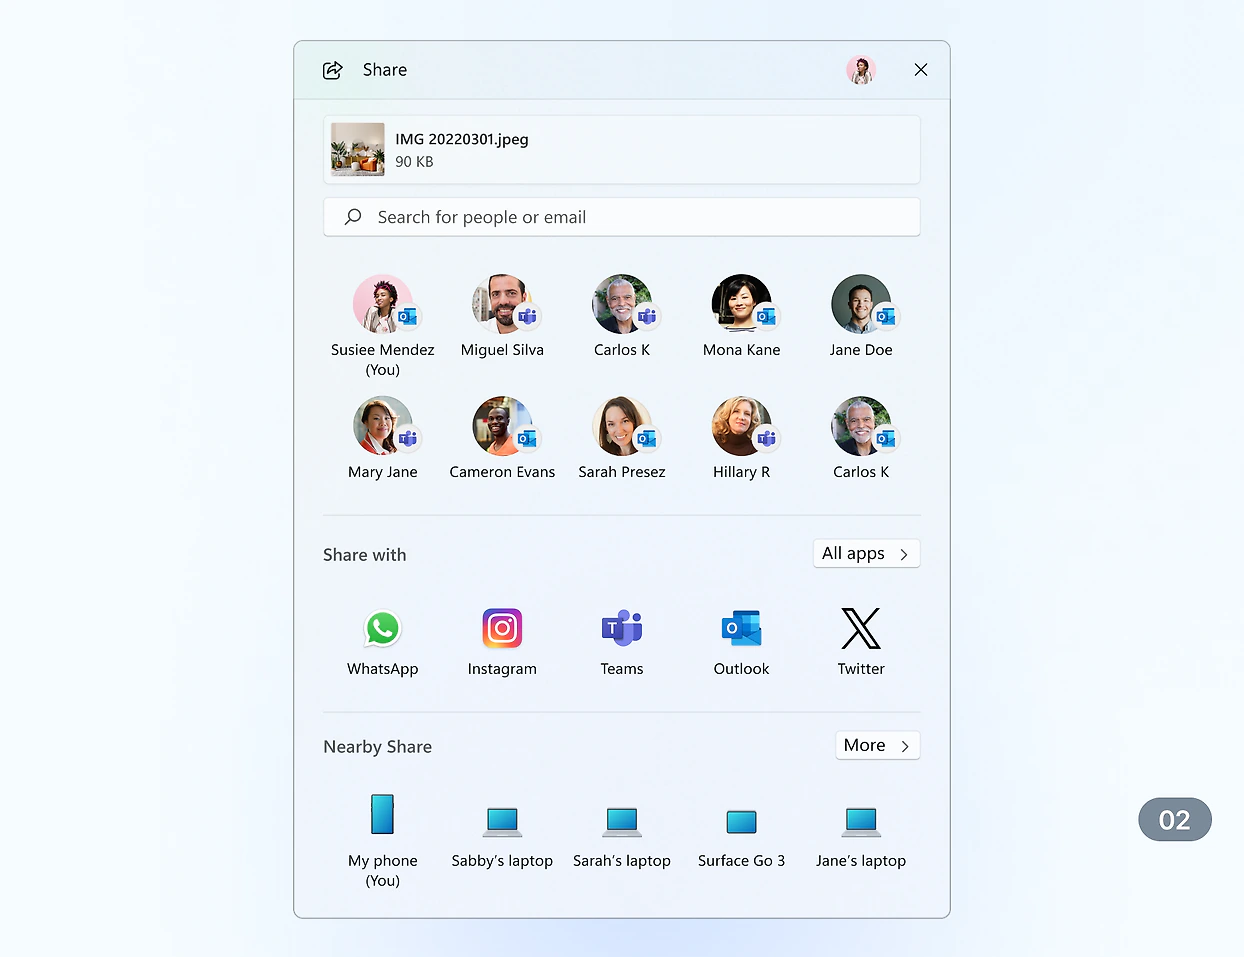 Share
IMG 20220301.jpeg
90 KB
Search for people or email
Susiee Mendez
(You)
Miguel Silva
Carlos K
Mona Kane
Jane Doe
Mary Jane
Cameron Evans
Sarah Presez
Hillary R
Carlos K
Share with
All apps
WhatsApp
Instagram
Teams
Outlook
Twitter
Nearby Share
More
My phone
(You)
Sabby's laptop
Sarah's laptop
Surface Go 3
Jane's laptop
02